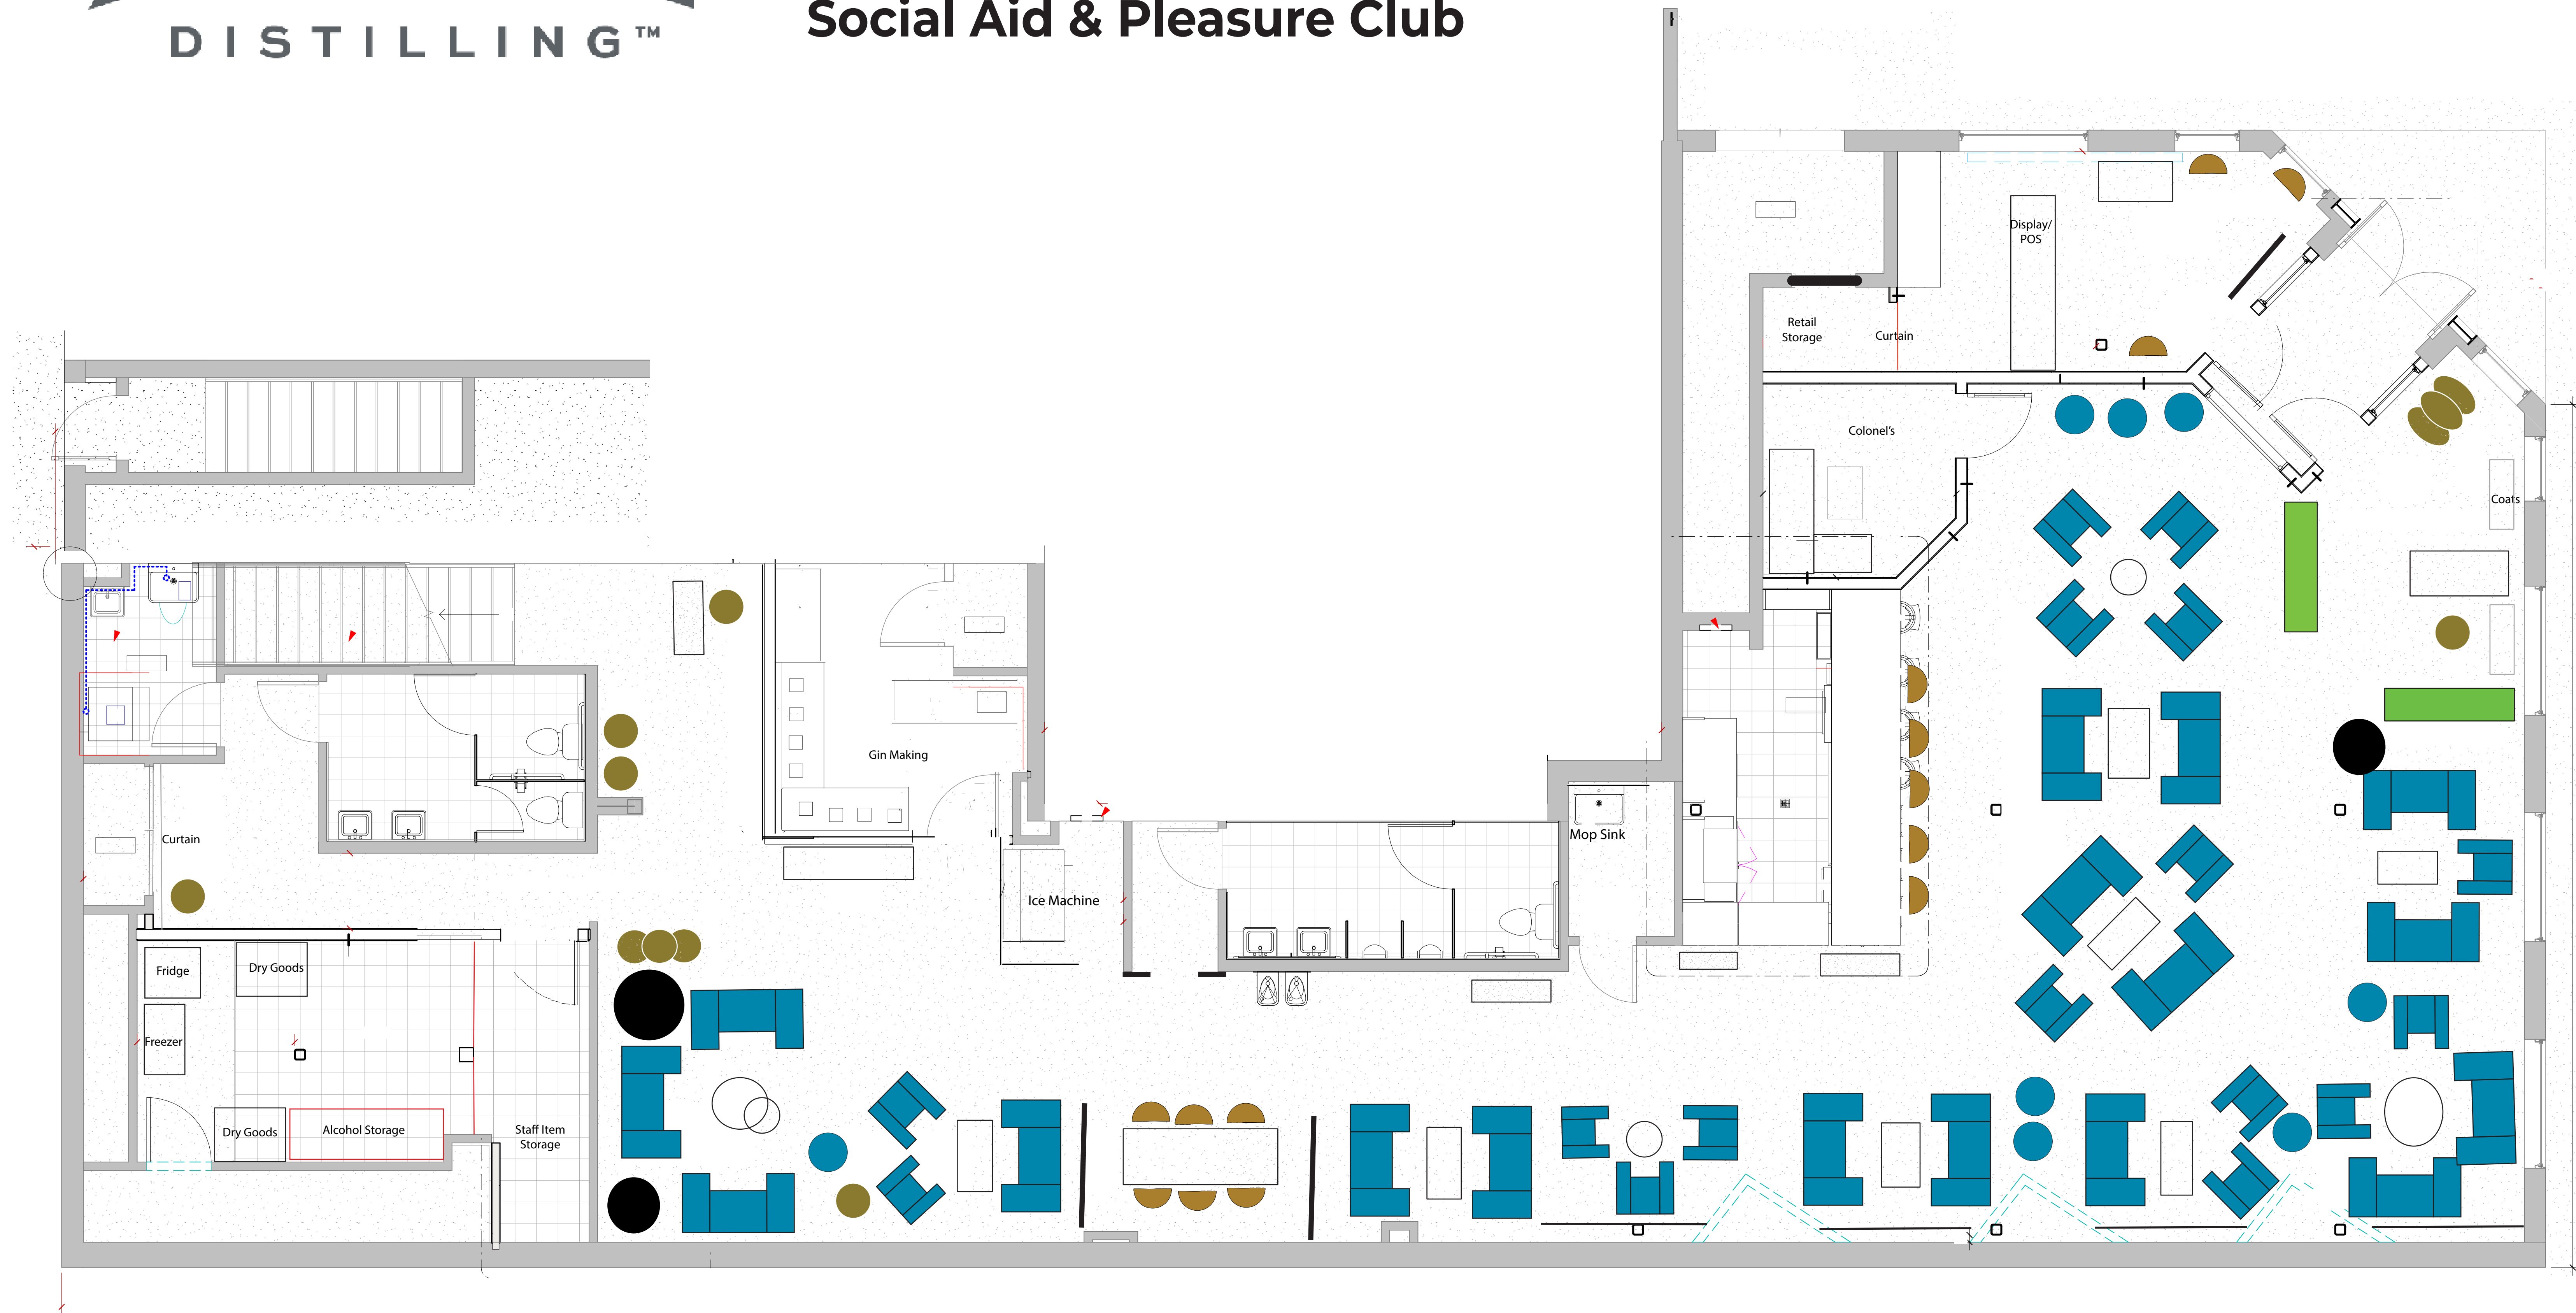 DISTILLING™
Social Aid & Pleasure Club
Display/
POS
Retail
Storage
Curtain
Colonel's
Coats
Gin Making
Curtain
Mop Sink
Ice Machine
Fridge
Dry Goods
Freezer
Dry Goods
Alcohol Storage
Staff Item
Storage